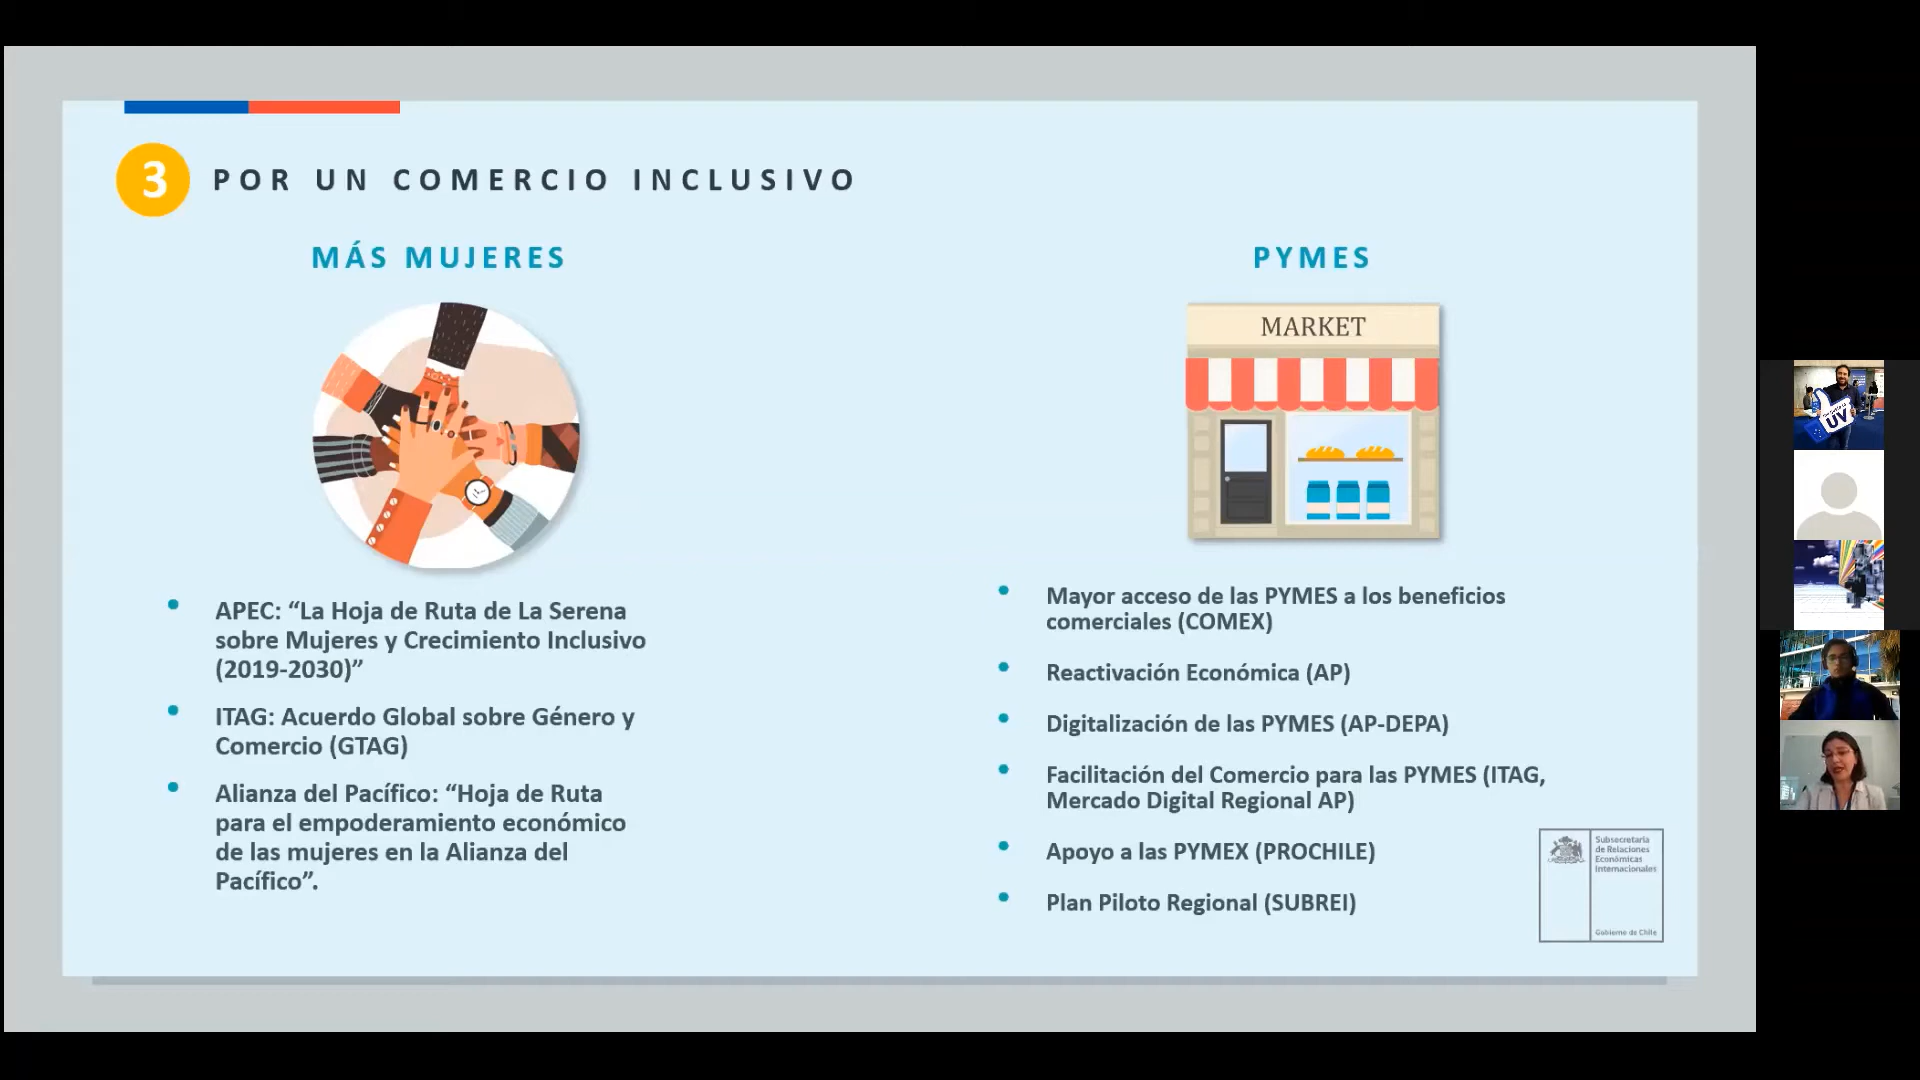 3
POR UN COMERCIO INCLUSIVO
MÁS MUJERES
APEC: “La Hoja de Ruta de La Serena
sobre Mujeres y Crecimiento Inclusivo
(2019-2030)”
ITAG: Acuerdo Global sobre Género y
Comercio (GTAG)
Alianza del Pacífico: “Hoja de Ruta
para el empoderamiento económico
de las mujeres en la Alianza del
Pacífico”.
PYMES
MARKET
Mayor acceso de las PYMES a los beneficios
comerciales (COMEX)
Reactivación Económica (AP)
Digitalización de las PYMES (AP-DEPA)
Facilitación del Comercio para las PYMES (ITAG,
Mercado Digital Regional AP)
Apoyo a las PYMEX (PROCHILE)
Plan Piloto Regional (SUBREI)
Subsecretaría
de Relaciones
Económicas
Internacionales
Gobierno de Chile
UV